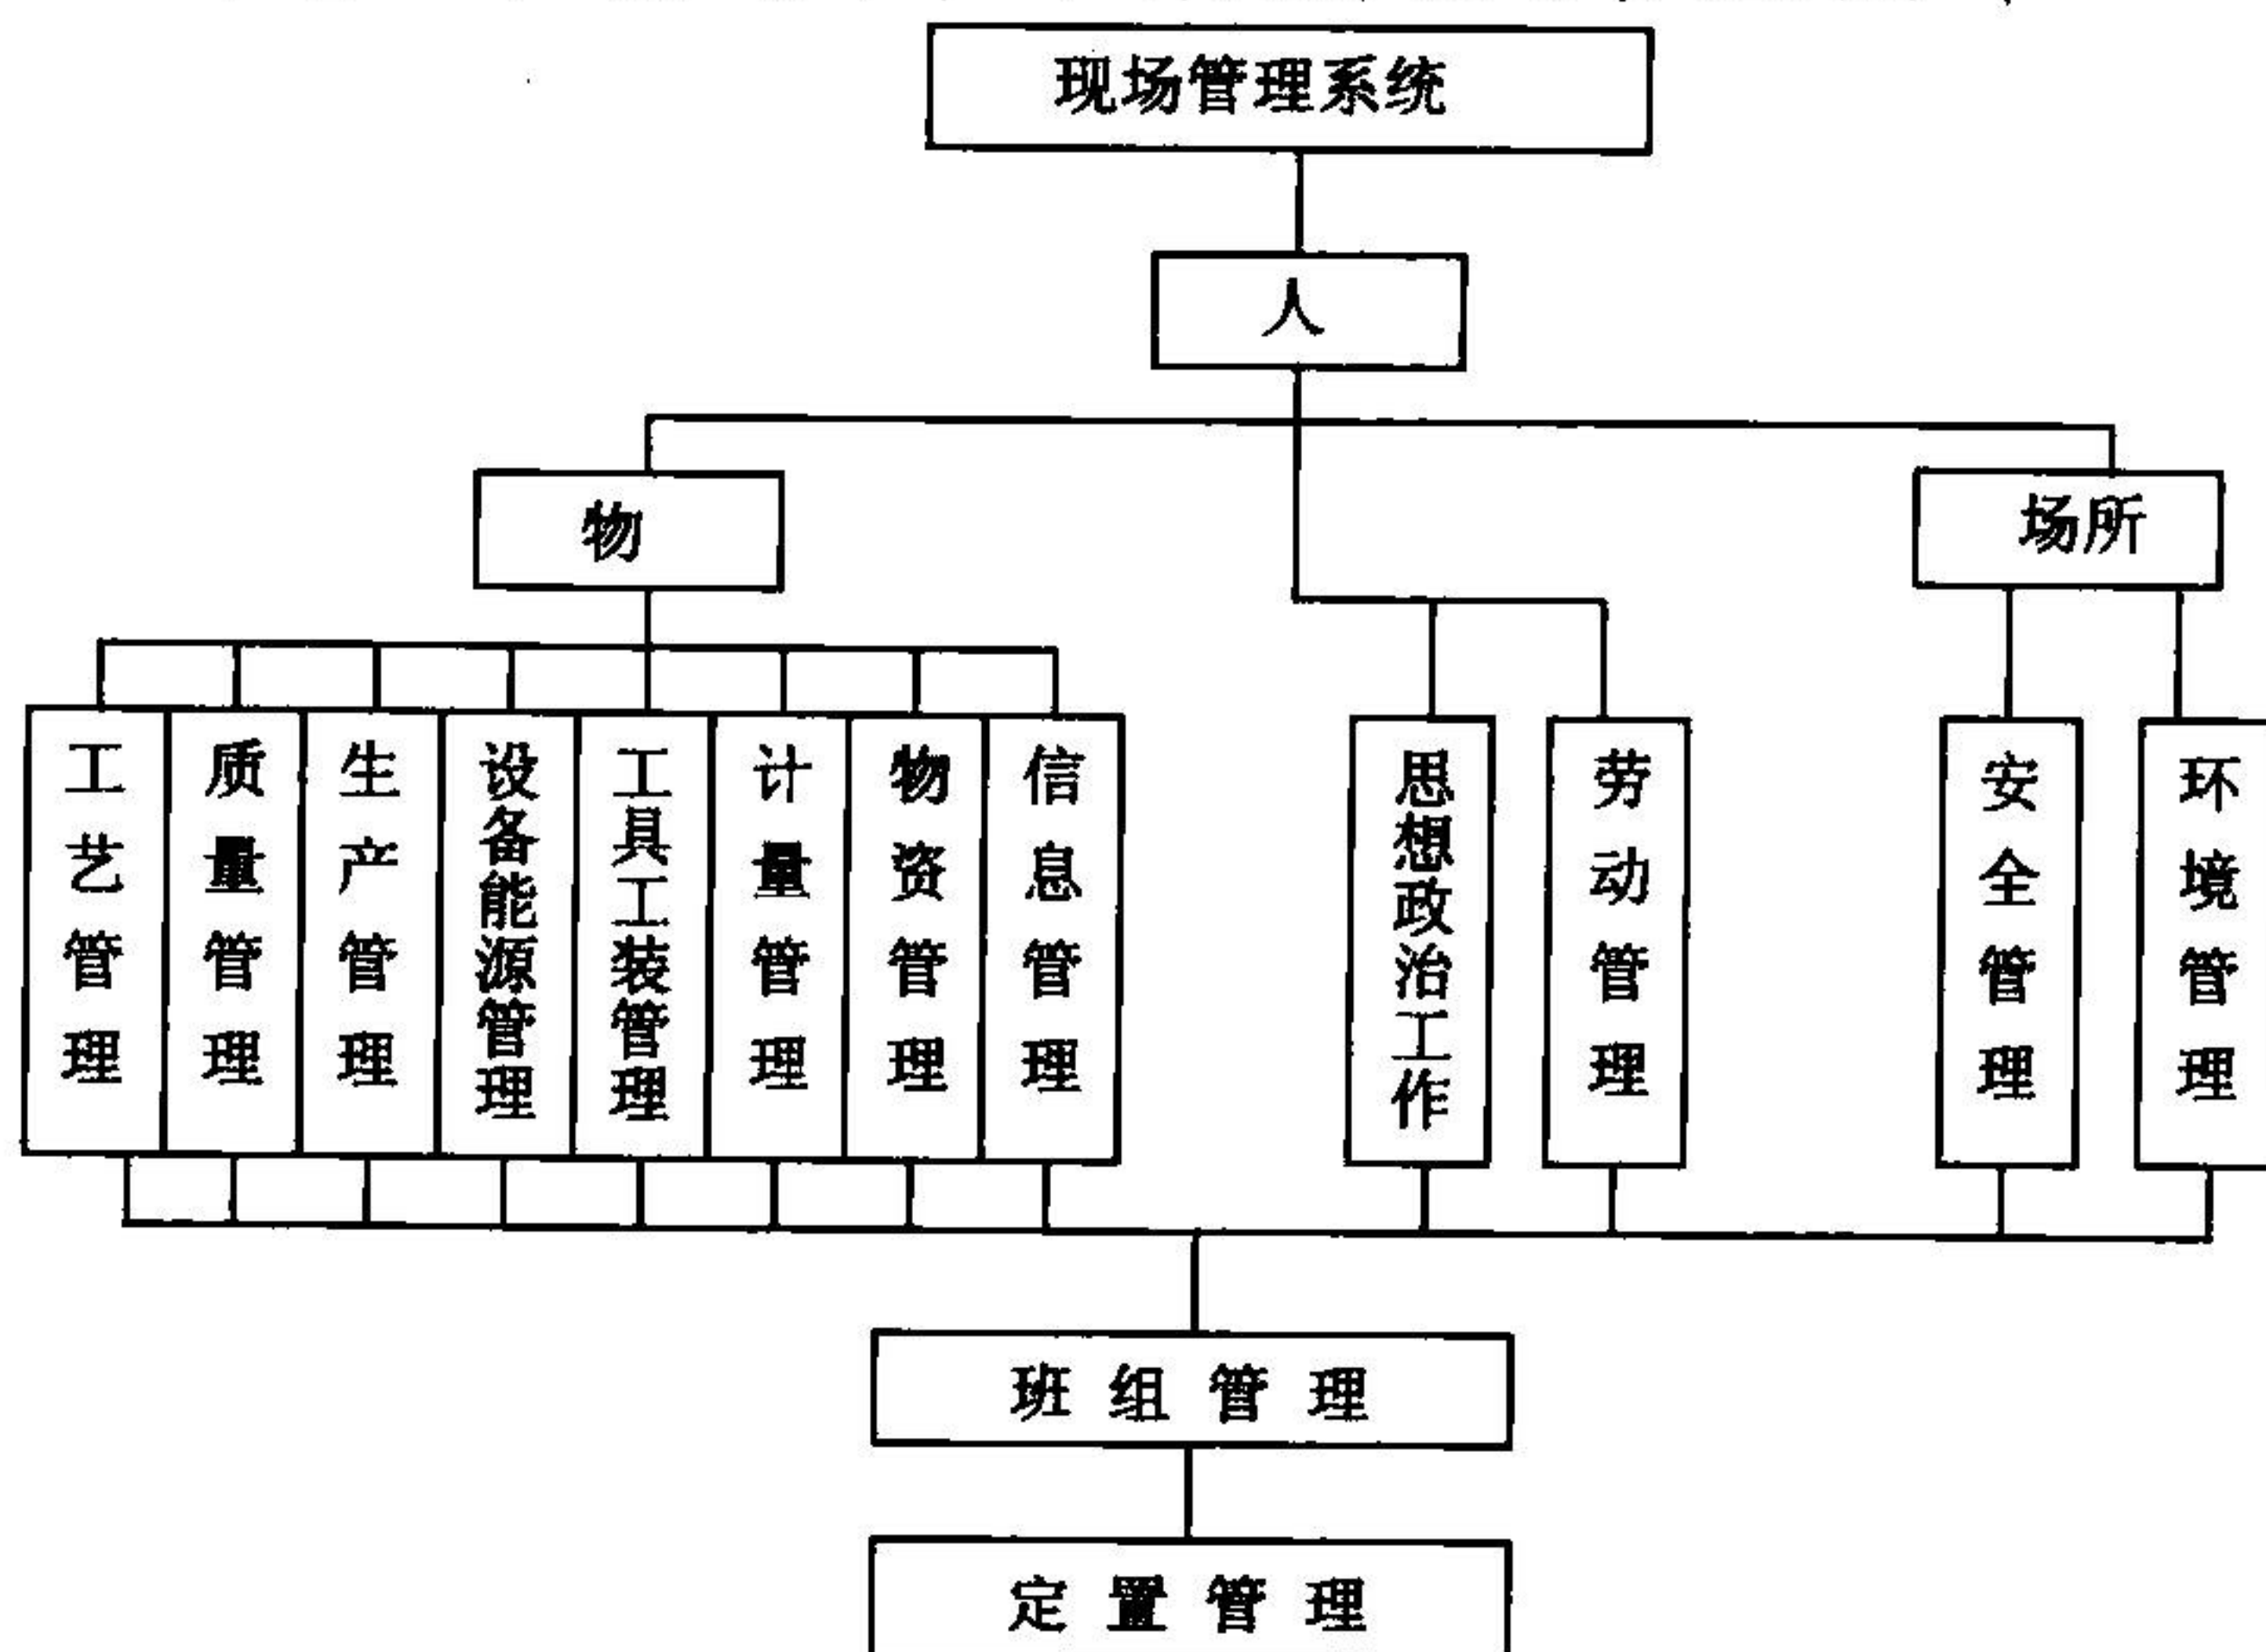 现场管理系统
人
物
场所
工艺管理
质量管理
生产管理
设备能源管理
工具工装管理
计量管理
物资管理
信息管理
思想政治工作
劳动管理
安全管理
环境管理
班组管理
定置管理